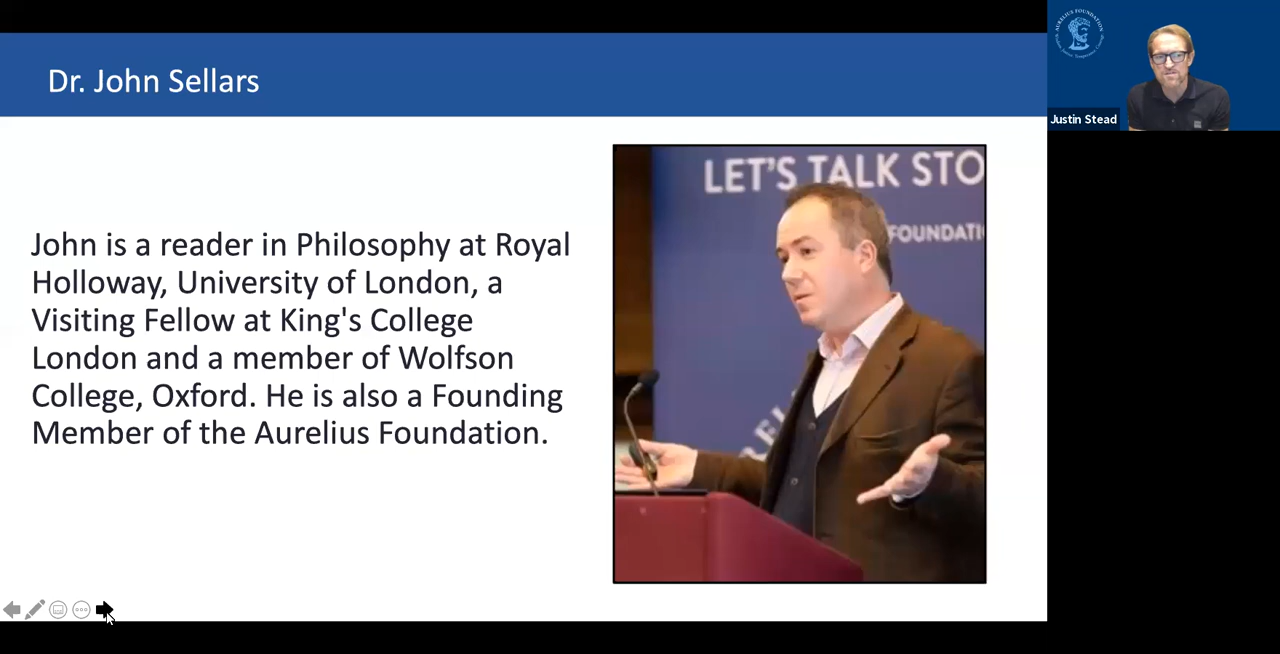 Dr. John Sellars
John is a reader in Philosophy at Royal
Holloway, University of London, a
Visiting Fellow at King's College
London and a member of Wolfson
College, Oxford. He is also a Founding
Member of the Aurelius Foundation.
LET'S TALK STO
FOUNDATI
AURELIUS FOUNDATION
Justin Stead